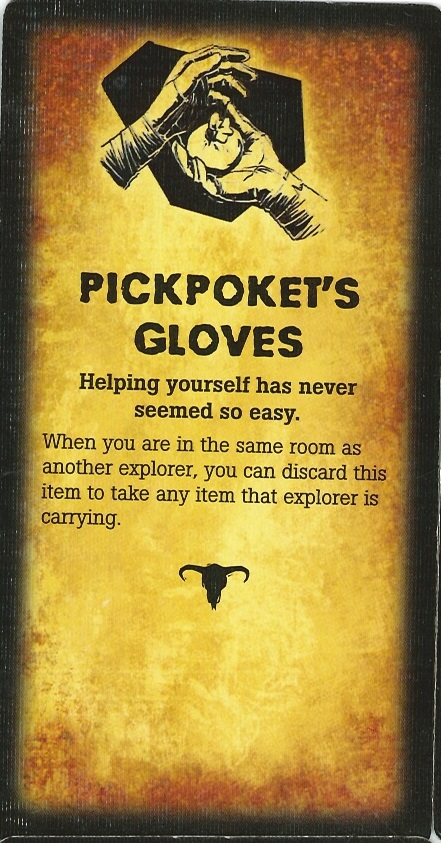 PICKPOKET'S
GLOVES
Helping yourself has never
seemed so easy.
When you are in the same room as
another explorer, you can discard this
item to take any item that explorer is
carrying.